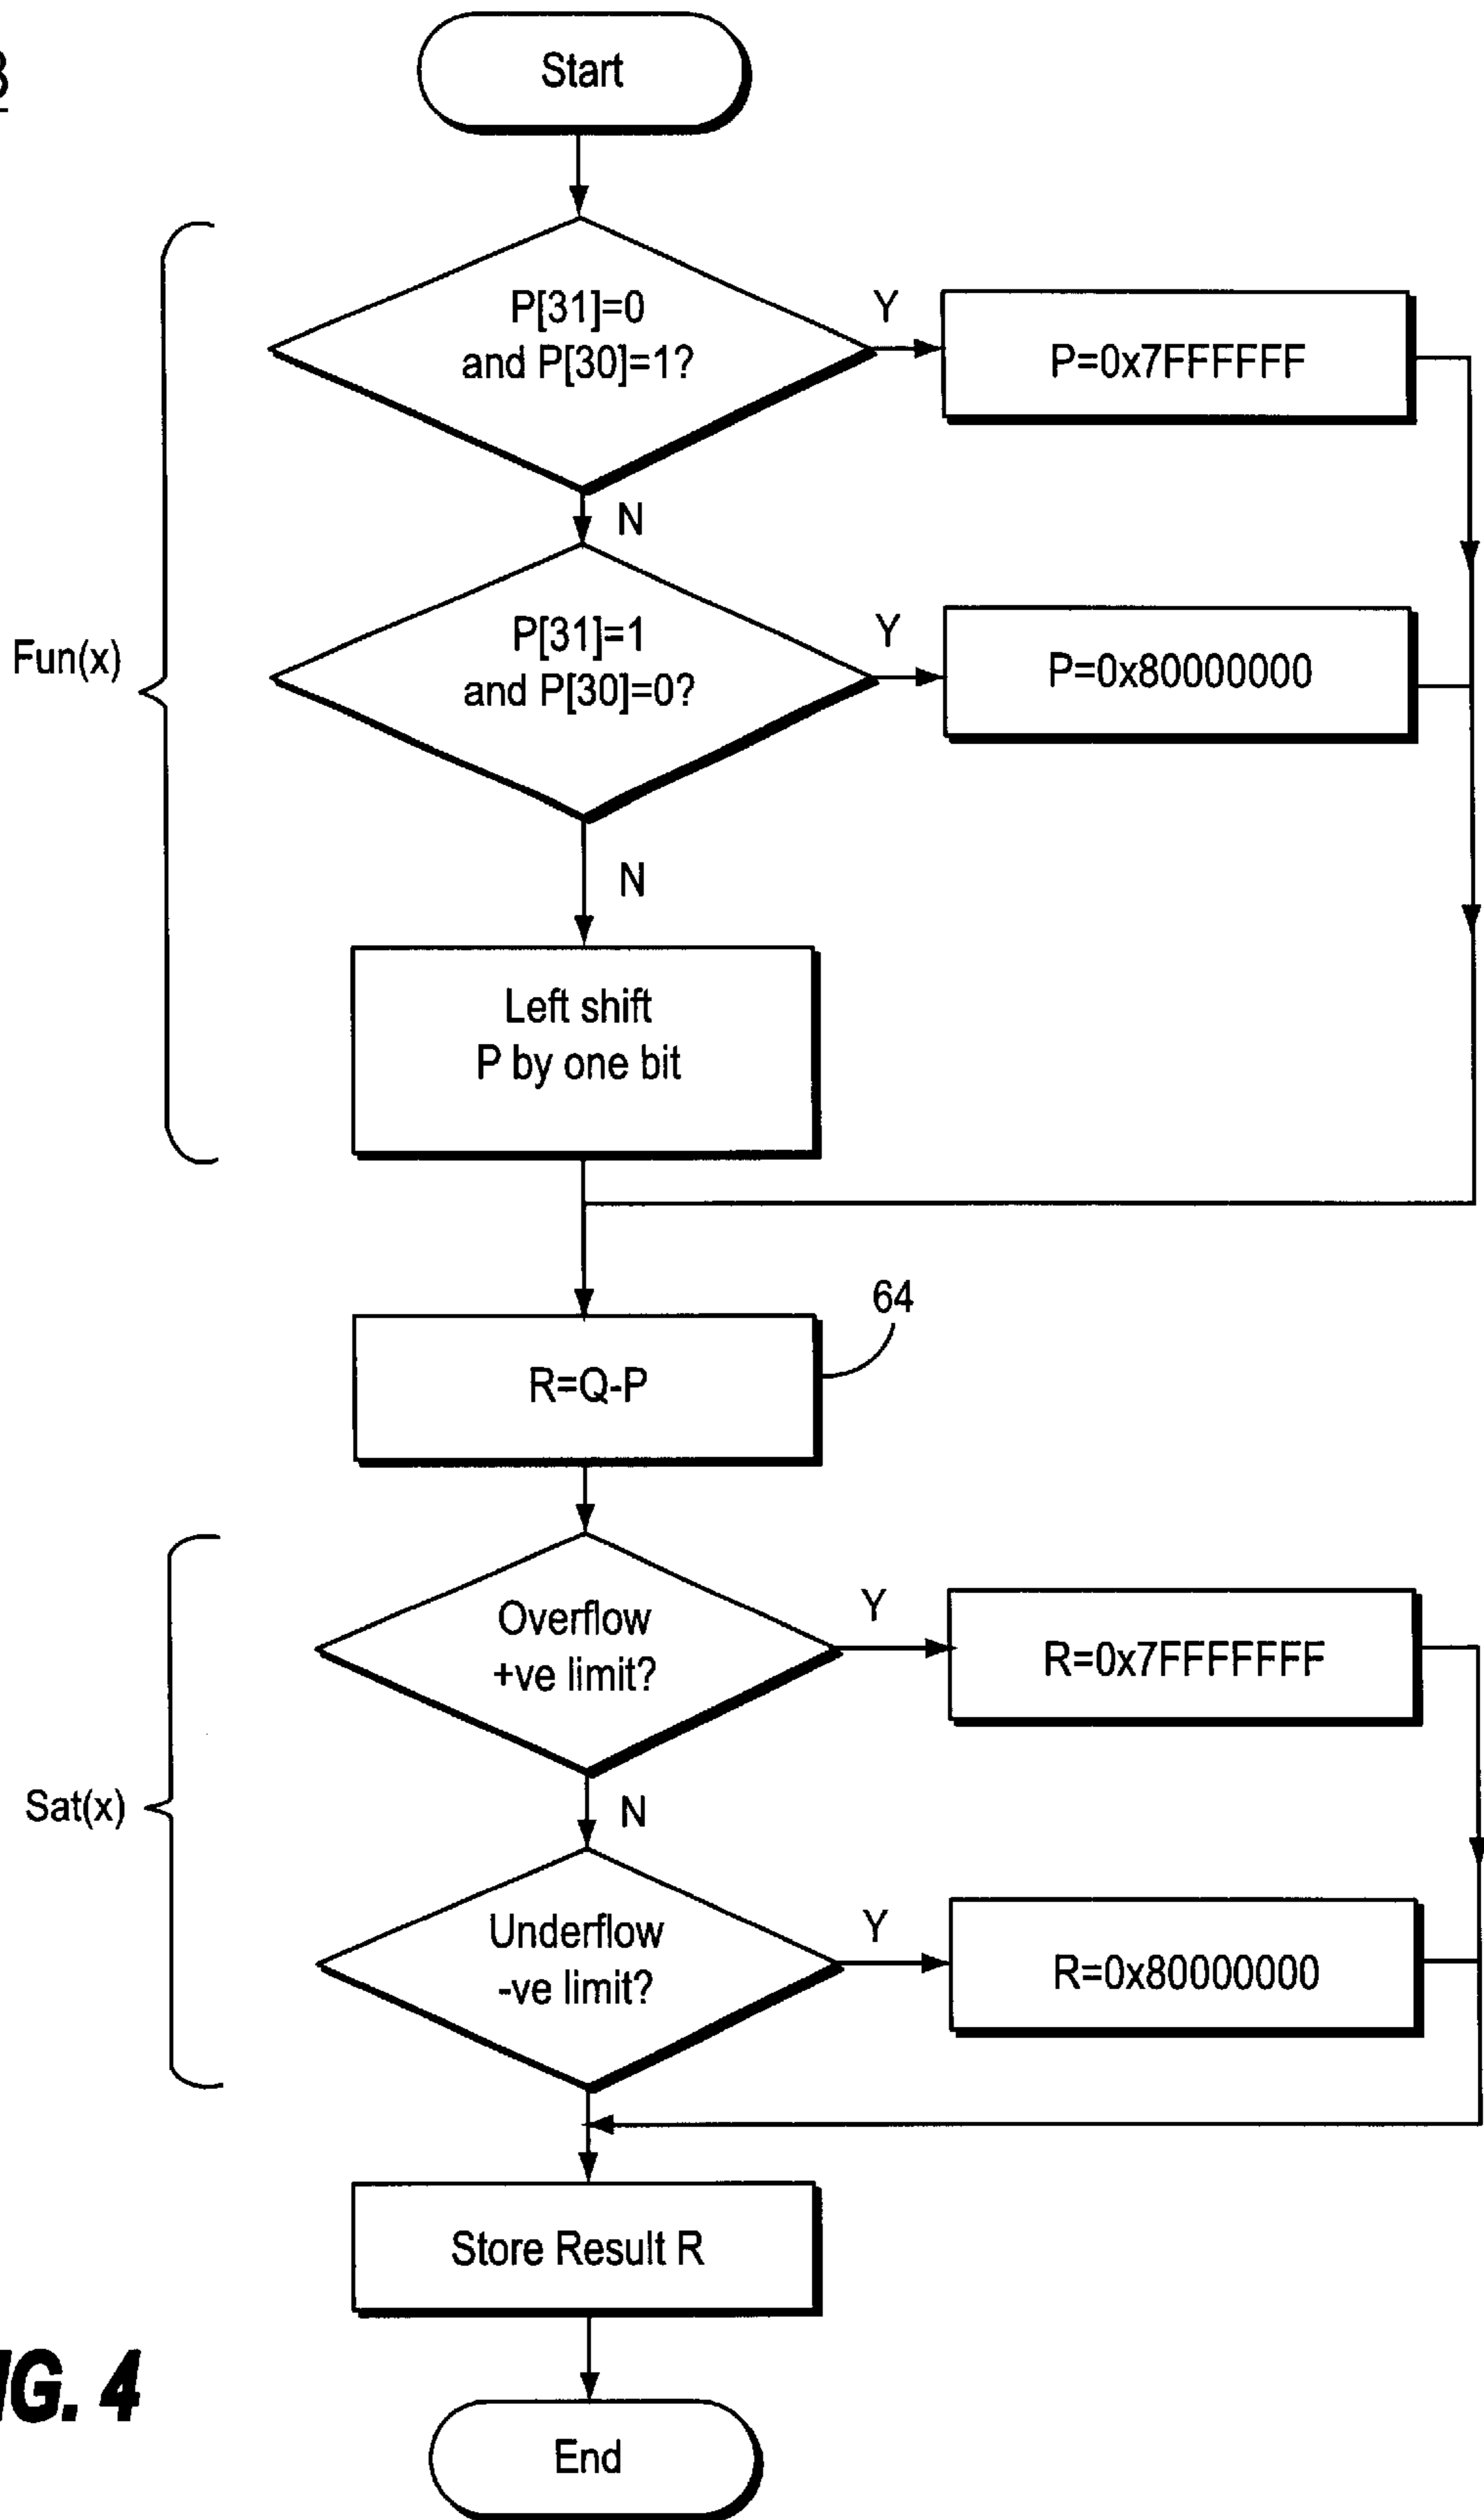 Start
P[31]=0
and P[30]=1?
Y
P=0x7FFFFFF
N
P[31]=1
and P[30]=0?
Y
P=0x80000000
Fun(x)
N
Left shift
P by one bit
64
R=Q-P
Overflow
+ve limit?
Y
R=0x7FFFFFFF
Sat(x)
N
Underflow
-ve limit?
Y
R=0x80000000
Store Result R
IG. 4
End